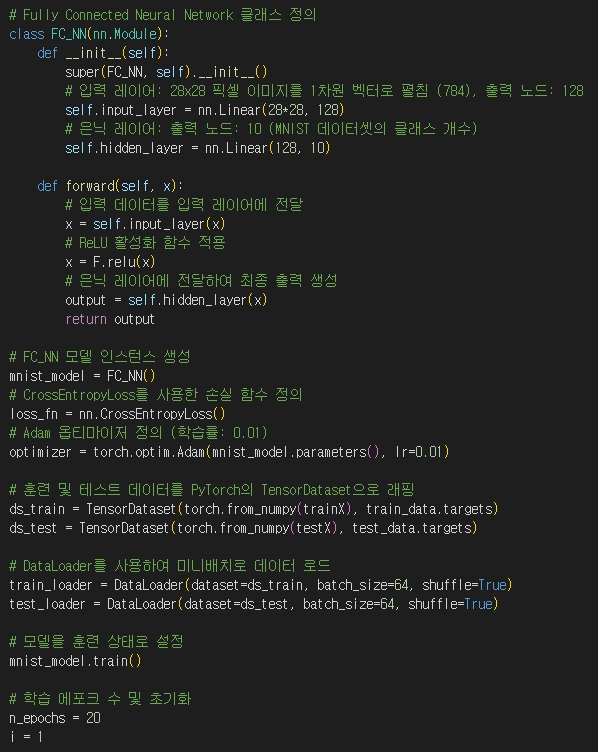 # Fully Connected Neural Network 클래스 정의
class FC_NN(nn.Module):
    def __init__(self):
        super(FC_NN, self).__init__()
        # 입력 레이어: 28x28 픽셀 이미지를 1차원 벡터로 펼침 (784), 출력 노드: 128
        self.input_layer = nn.Linear(28*28, 128)
        # 은닉 레이어: 출력 노드: 10 (MNIST 데이터셋의 클래스 개수)
        self.hidden_layer = nn.Linear(128, 10)

    def forward(self, x):
        # 입력 데이터를 입력 레이어에 전달
        x = self.input_layer(x)
        # ReLU 활성화 함수 적용
        x = F.relu(x)
        # 은닉 레이어에 전달하여 최종 출력 생성
        output = self.hidden_layer(x)
        return output

# FC_NN 모델 인스턴스 생성
mnist_model = FC_NN()
# CrossEntropyLoss를 사용한 손실 함수 정의
loss_fn = nn.CrossEntropyLoss()
# Adam 옵티마이저 정의 (학습률: 0.01)
optimizer = torch.optim.Adam(mnist_model.parameters(), lr=0.01)

# 훈련 및 테스트 데이터를 PyTorch의 TensorDataset으로 래핑
ds_train = TensorDataset(torch.from_numpy(trainX), train_data.targets)
ds_test = TensorDataset(torch.from_numpy(testX), test_data.targets)

# DataLoader를 사용하여 미니배치로 데이터 로드
train_loader = DataLoader(dataset=ds_train, batch_size=64, shuffle=True)
test_loader = DataLoader(dataset=ds_test, batch_size=64, shuffle=True)

# 모델을 훈련 상태로 설정
mnist_model.train()

# 학습 에포크 수 및 초기화
n_epochs = 20
i = 1